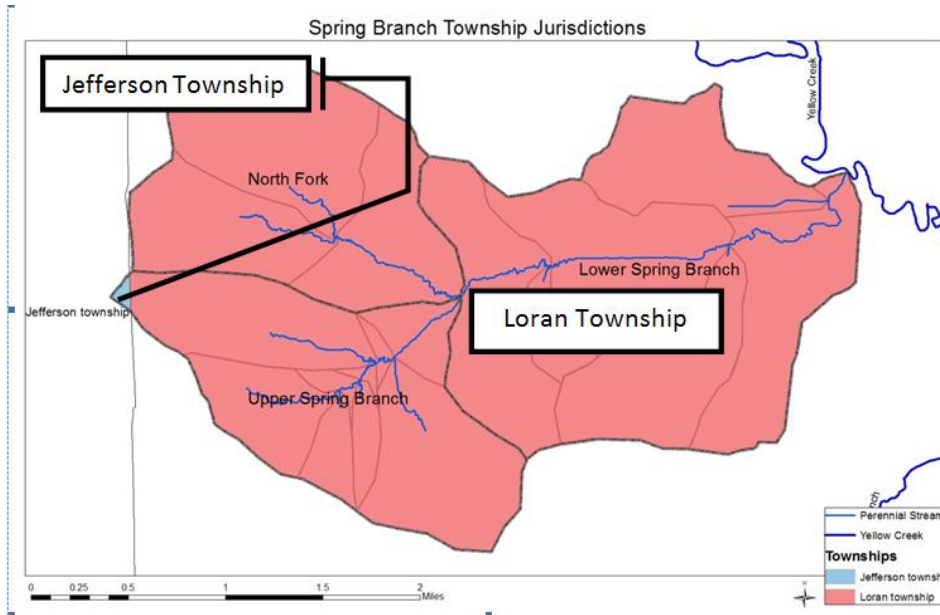 Spring Branch Township Jurisdictions
Jefferson Township
Yellow Creek
North Fork
Lower Spring Branch
Jefferson township
Loran Township
Upper Spring Branch
Perennial Stream
Yellow Creek
Townships
Jefferson townsh
Loran township
0 0.25 0.5 1 1.5 2
Miles